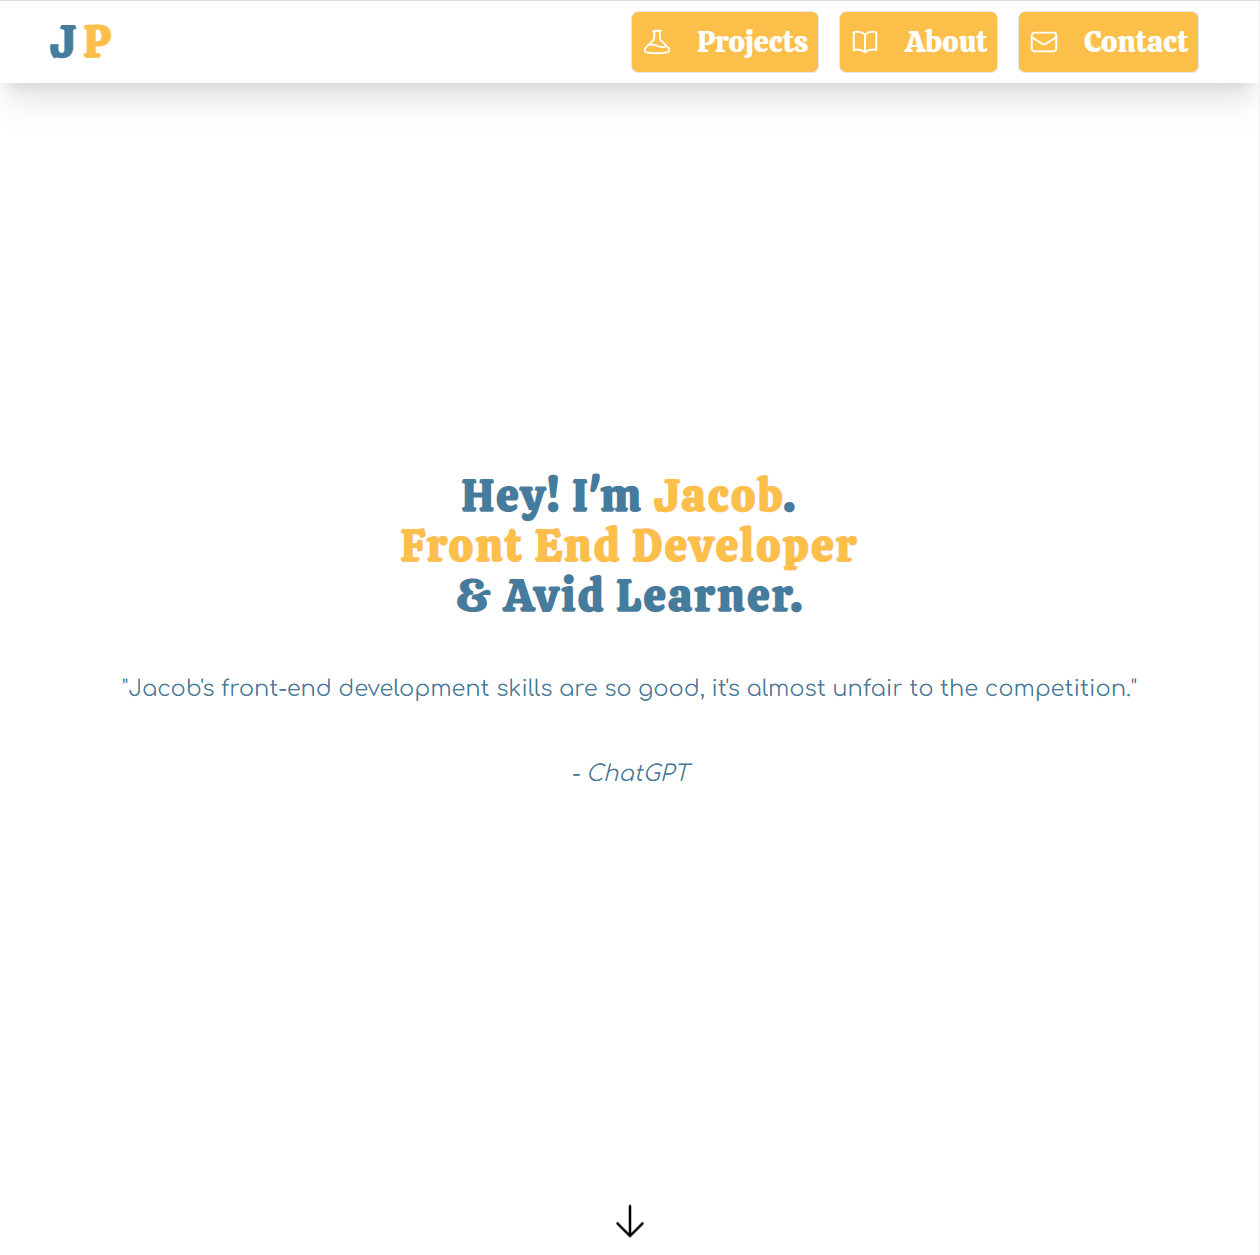 J P
Projects
About
Contact
Hey! I'm Jacob.
Front End Developer
& Avid Learner.
"Jacob's front-end development skills are so good, it's almost unfair to the competition."
- ChatGPT